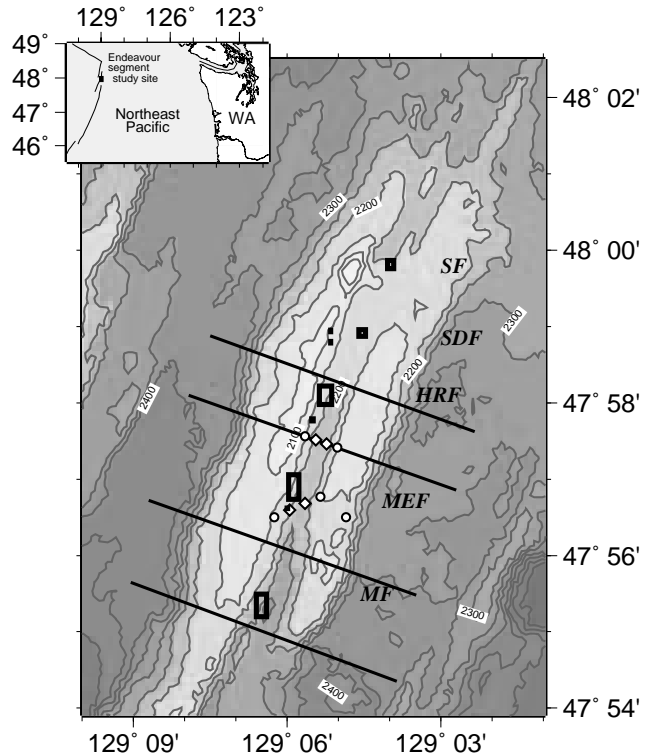 129° 126° 123°
49°
48°
47°
46°
Endeavour
segment
study site
Northeast
Pacific
WA
48° 02'
2300
2200
48° 00'
SF
2300
SDF
2200
2400
2200
HRF
47° 58'
2100
MEF
47° 56'
MF
2300
2400
47° 54'
129° 09' 129° 06' 129° 03'